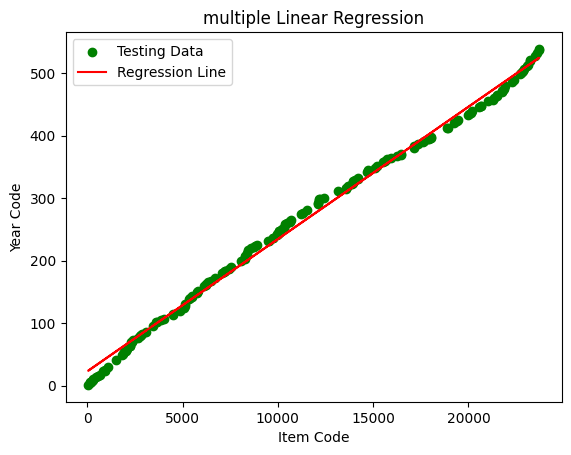 multiple Linear Regression
Testing Data
Regression Line
Year Code
500
400
300
200
100
0
0
5000
10000
15000
20000
Item Code